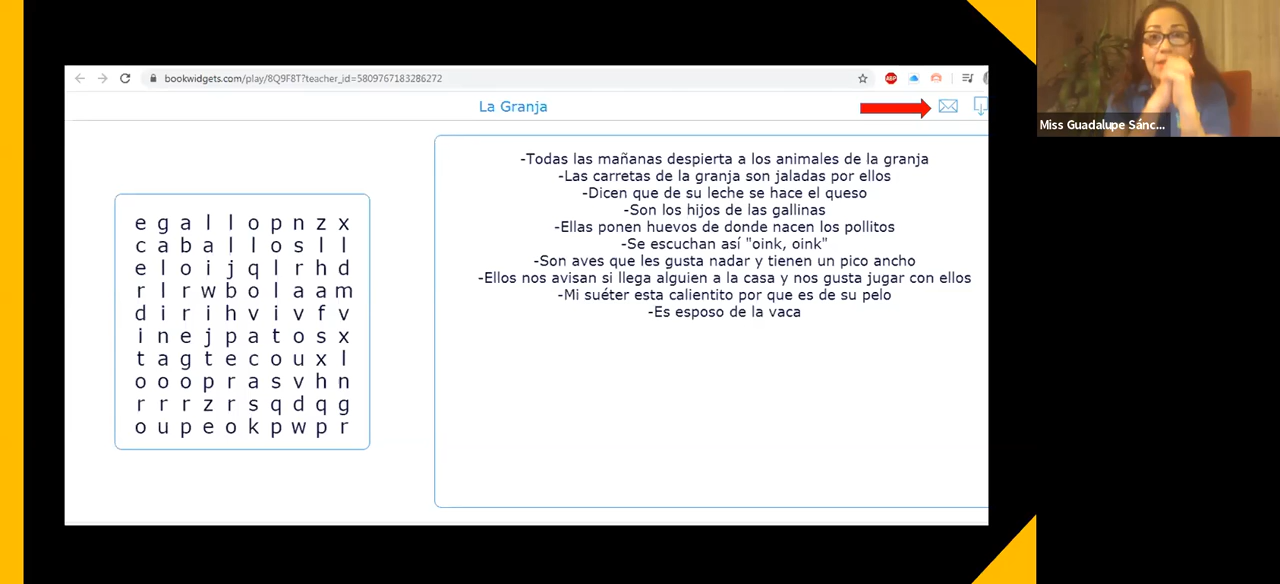 bookwidgets.com/play/8Q9F8T?teacher_id=5809767183286272
ABP
La Granja
Miss Guadalupe Sánc...
-Todas las mañanas despierta a los animales de la granja
-Las carretas de la granja son jaladas por ellos
-Dicen que de su leche se hace el queso
-Son los hijos de las gallinas
-Ellas ponen huevos de donde nacen los pollitos
-Se escuchan así "oink, oink"
-Son aves que les gusta nadar y tienen un pico ancho
-Ellos nos avisan si llega alguien a la casa y nos gusta jugar con ellos
-Mi suéter esta calientito por que es de su pelo
-Es esposo de la vaca
e g a l l o p n z x
c a b a l l o s l l
e l o i j q l r h d
r l r w b o l a a m
d i r i h v i v f v
i n e j p a t o s x
t a g t e c o u x l
o o o p r a s v h n
r r r z r s q d q g
o u p e o k p w p r